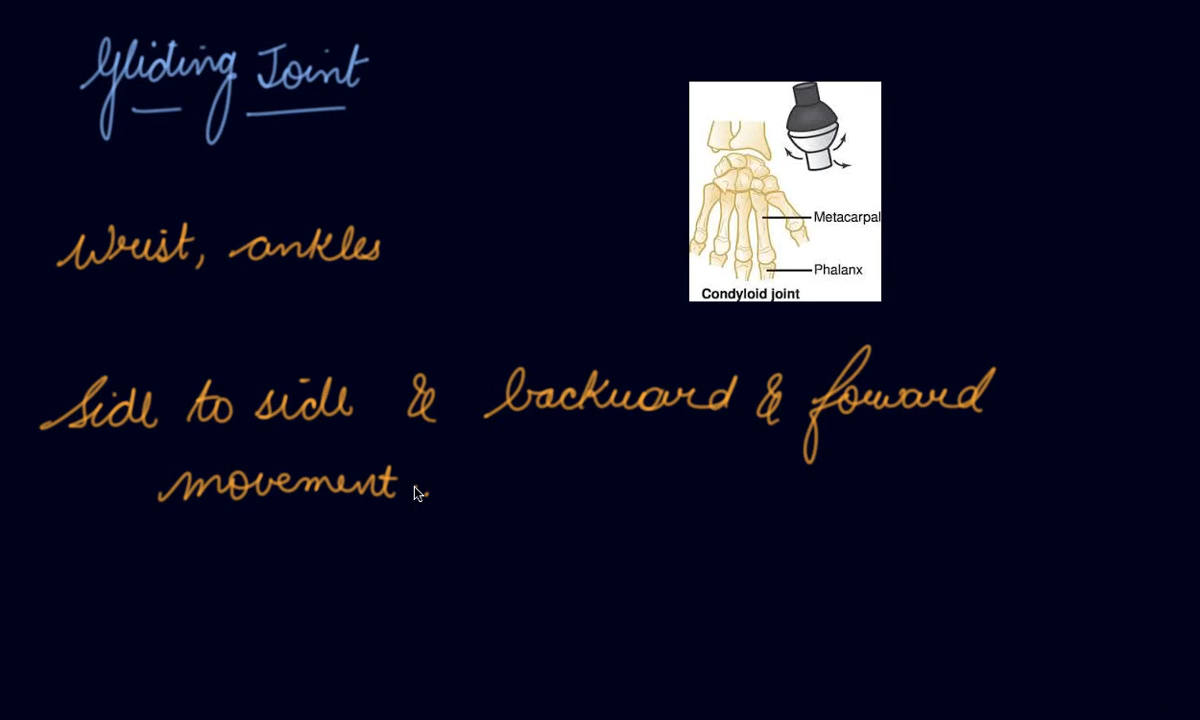 Gliding Joint
Metacarpal
Phalanx
Condyloid joint
Wrist, ankles
Side to side & backward & forward
movement.